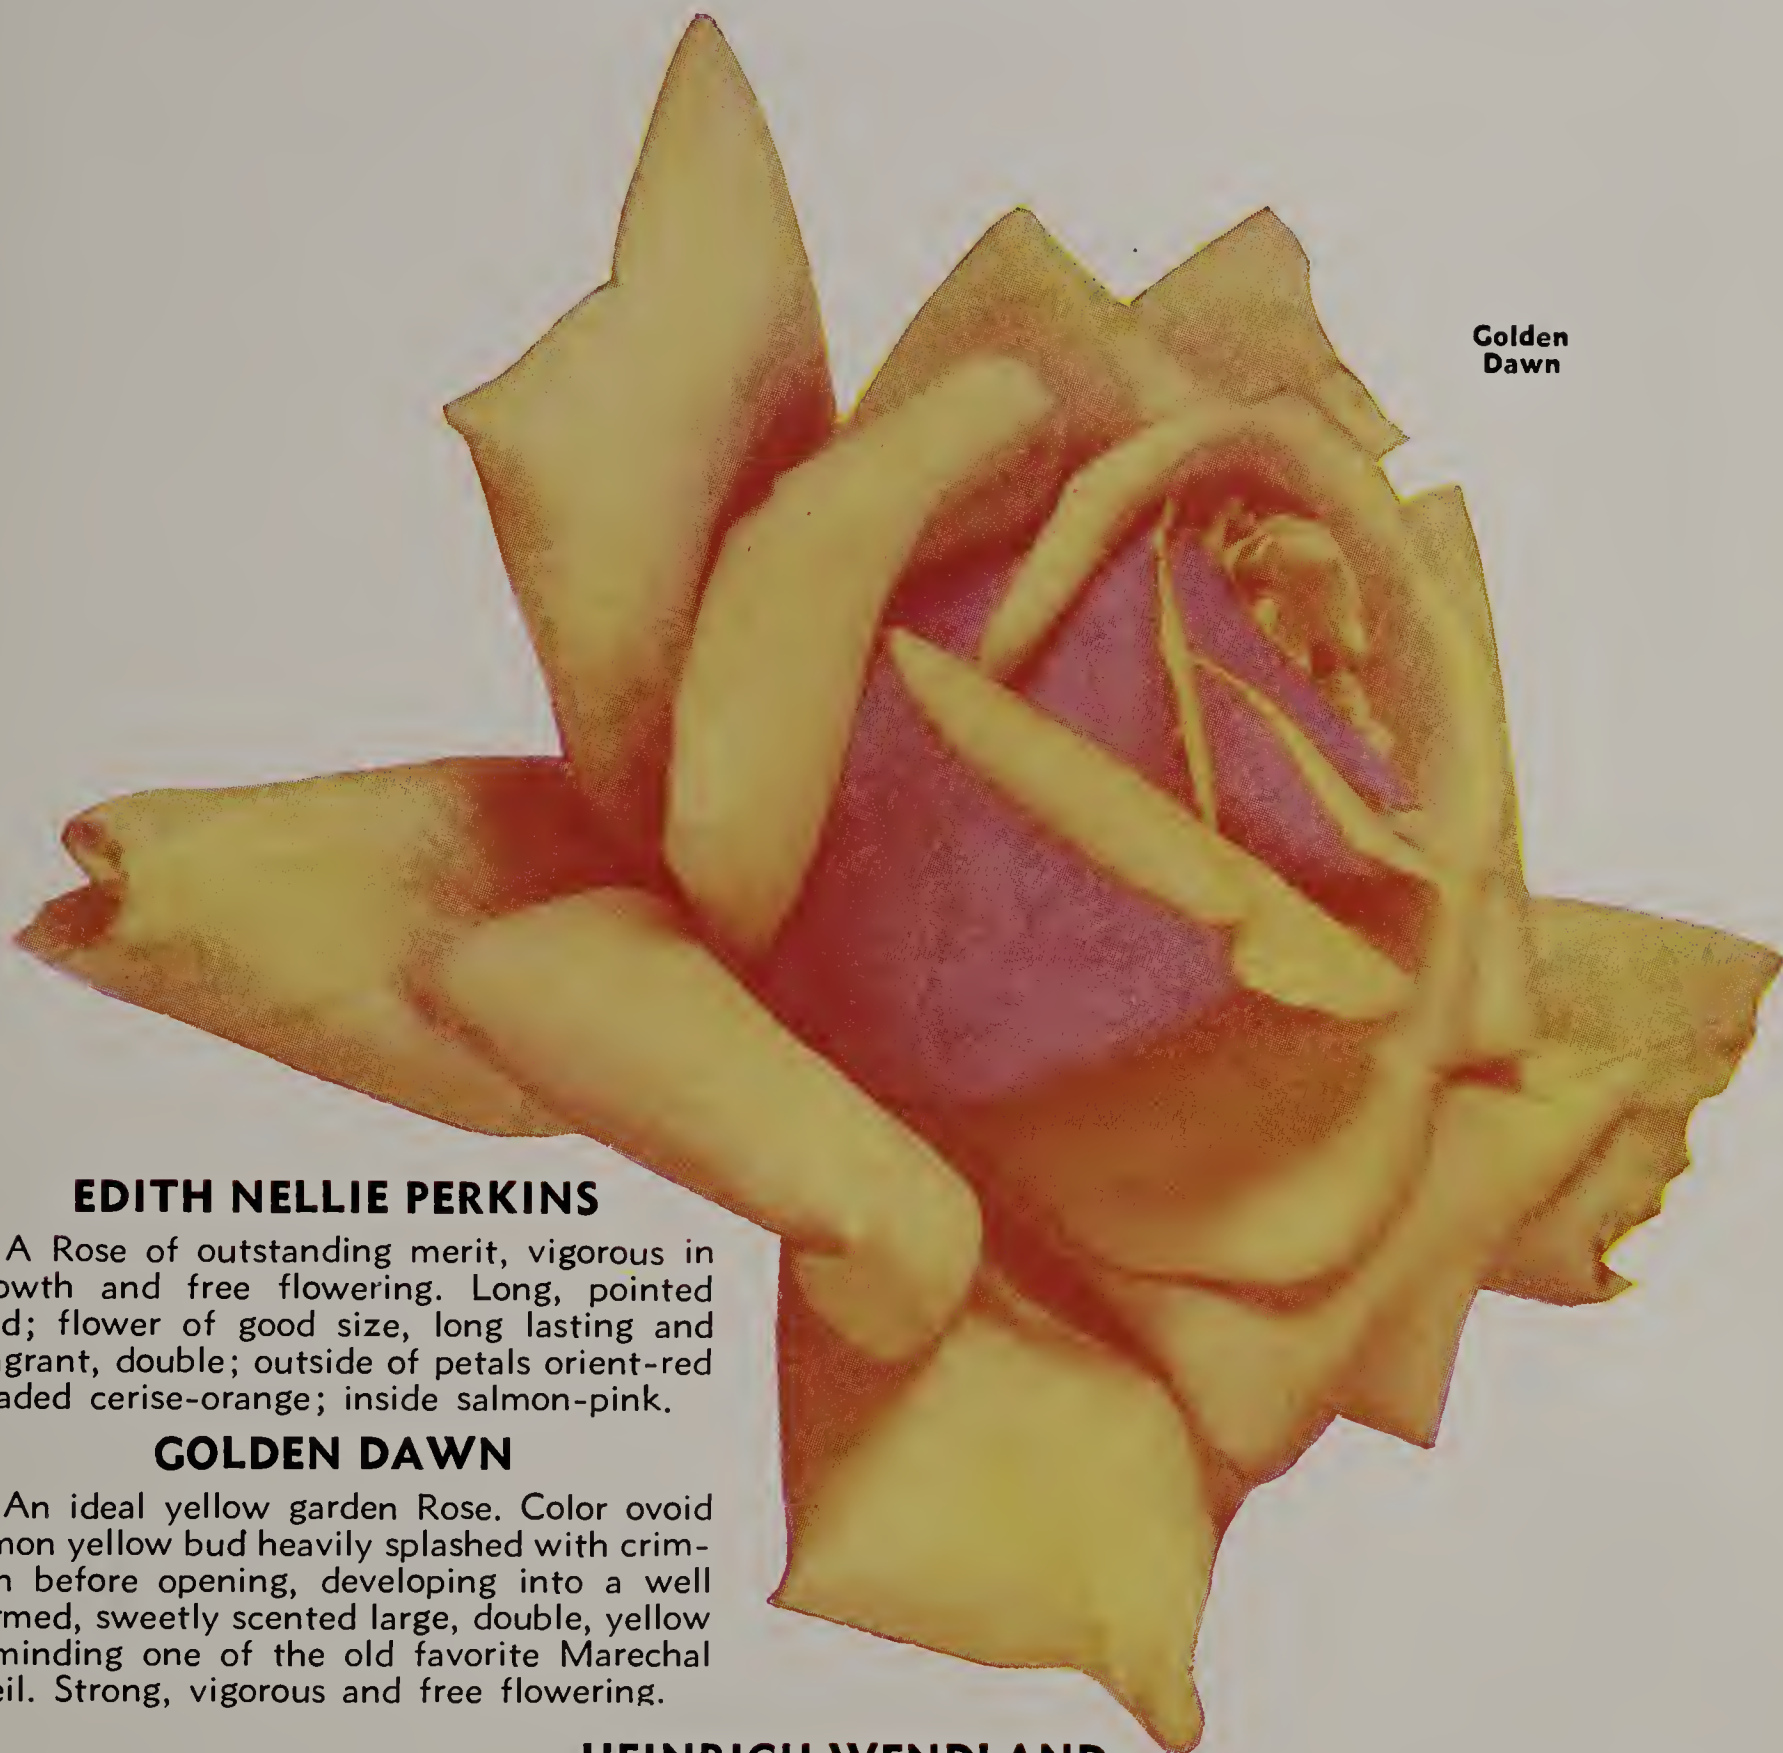 Golden
Dawn
EDITH NELLIE PERKINS
A Rose of outstanding merit, vigorous in
owth and free flowering. Long, pointed
d; flower of good size, long lasting and
grant, double; outside of petals orient-red
aded cerise-orange; inside salmon-pink.
GOLDEN DAWN
An ideal yellow garden Rose. Color ovoid
mon yellow bud heavily splashed with crim-
n before opening, developing into a well
rmed, sweetly scented large, double, yellow
minding one of the old favorite Marechal
eil. Strong, vigorous and free flowering.
HEINRICH WENDLAND